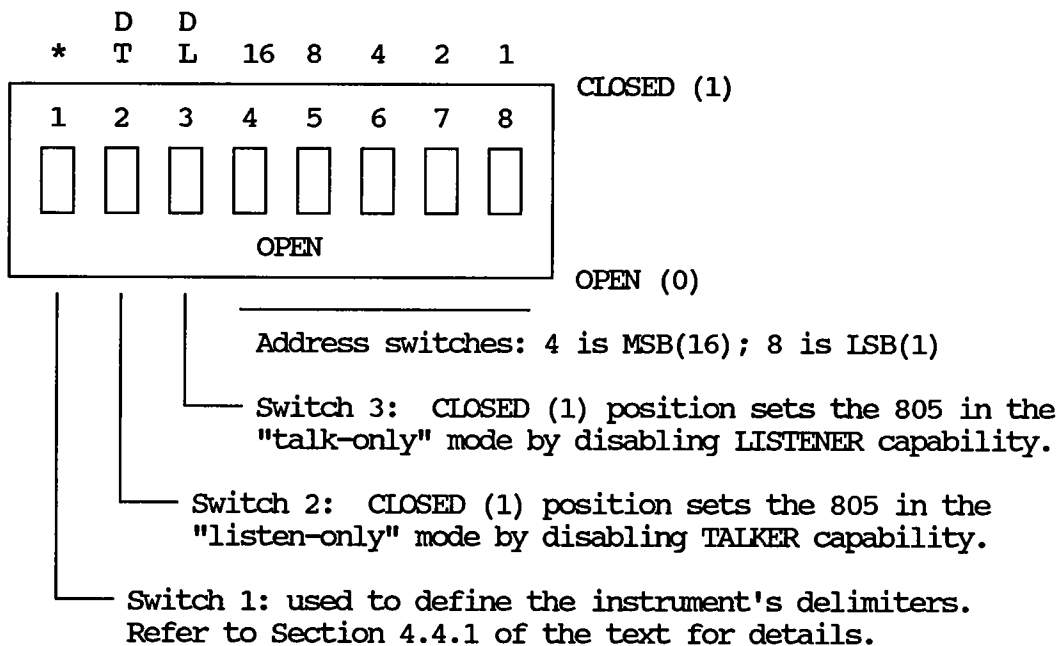 D D
* T L 16 8 4 2 1
CLOSED (1)
1 2 3 4 5 6 7 8
OPEN
OPEN (0)
Address switches: 4 is MSB(16); 8 is LSB(1)
Switch 3: CLOSED (1) position sets the 805 in the
"talk-only" mode by disabling LISTENER capability.
Switch 2: CLOSED (1) position sets the 805 in the
"listen-only" mode by disabling TALKER capability.
Switch 1: used to define the instrument's delimiters.
Refer to Section 4.4.1 of the text for details.